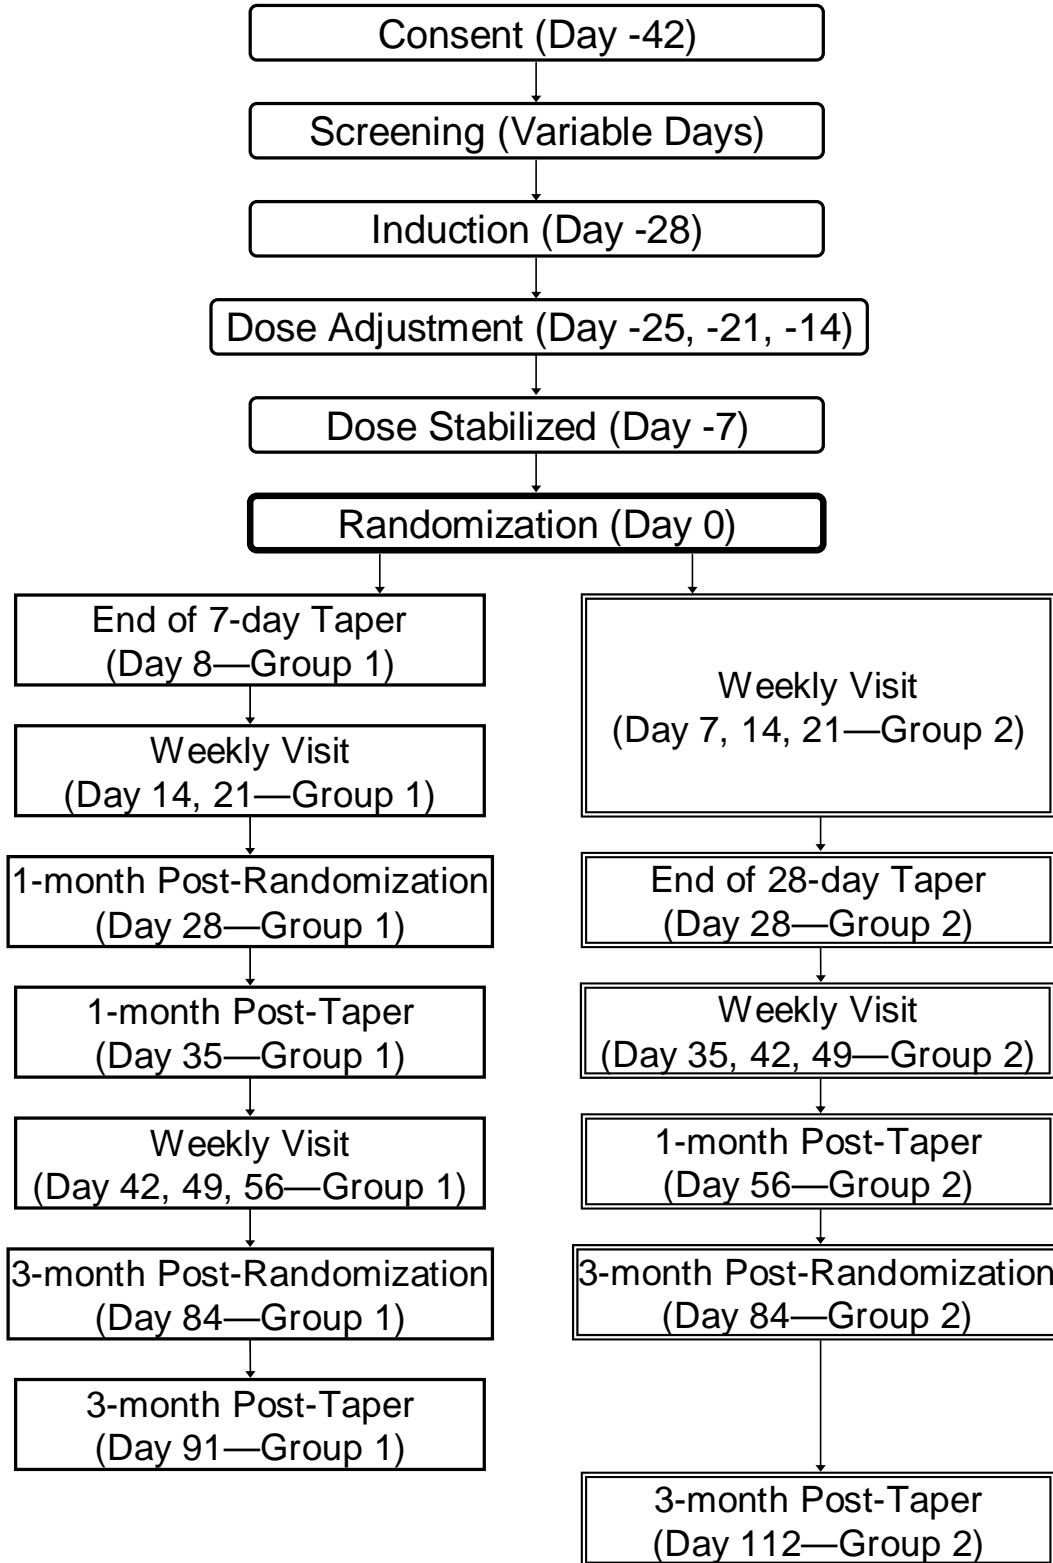 Consent (Day -42)
Screening (Variable Days)
Induction (Day -28)
Dose Adjustment (Day -25, -21, -14)
Dose Stabilized (Day -7)
Randomization (Day 0)
End of 7-day Taper
(Day 8—Group 1)
Weekly Visit
(Day 14, 21—Group 1)
1-month Post-Randomization
(Day 28—Group 1)
1-month Post-Taper
(Day 35—Group 1)
Weekly Visit
(Day 42, 49, 56—Group 1)
3-month Post-Randomization
(Day 84—Group 1)
3-month Post-Taper
(Day 91—Group 1)
Weekly Visit
(Day 7, 14, 21—Group 2)
End of 28-day Taper
(Day 28—Group 2)
Weekly Visit
(Day 35, 42, 49—Group 2)
1-month Post-Taper
(Day 56—Group 2)
3-month Post-Randomization
(Day 84—Group 2)
3-month Post-Taper
(Day 112—Group 2)